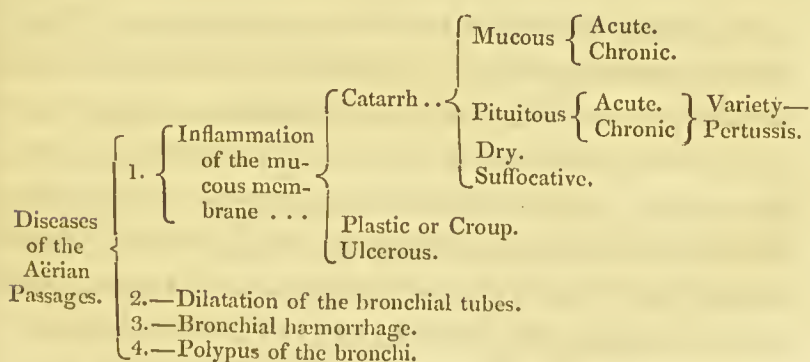 Mucous { Acute.
Chronic.
Catarrh . .
Pituitous { Acute. } Variety—
Chronic Pertussis.
Dry.
Suffocative.
1. Inflammation
of the mu-
cous mem-
brane . . .
Plastic or Croup.
Ulcerous.
Diseases
of the
Aërian
Passages.
2.—Dilatation of the bronchial tubes.
3.—Bronchial hæmorrhage.
4.—Polypus of the bronchi.